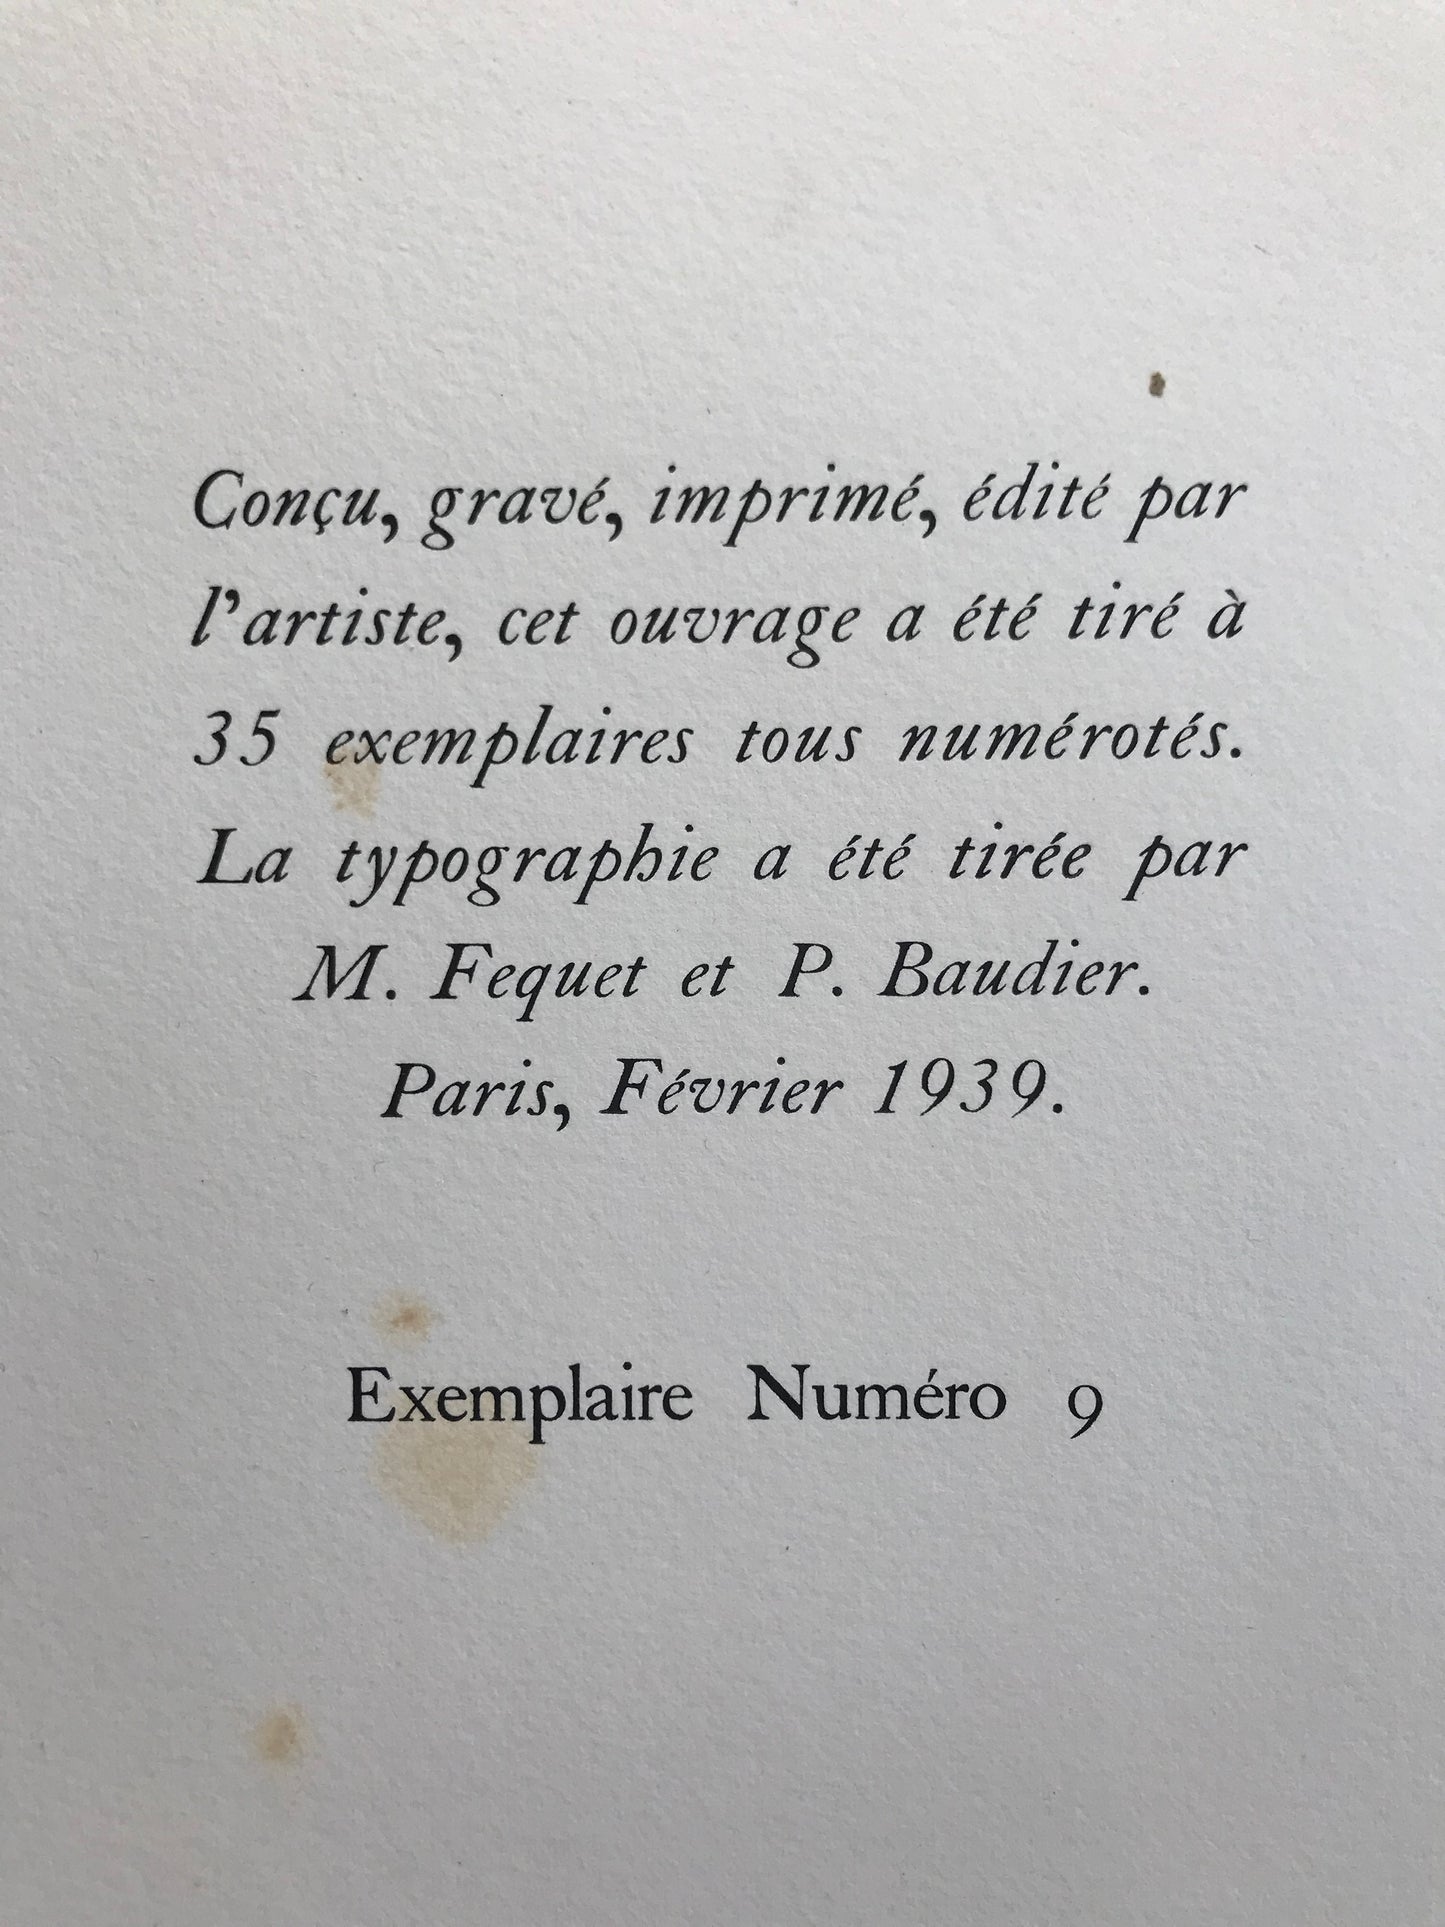 Conçu, gravé, imprimé, édité par
l’artiste, cet ouvrage a été tiré à
35 exemplaires tous numérotés.
La typographie a été tirée par
M. Fequet et P. Baudier.
Paris, Février 1939.
Exemplaire Numéro 9